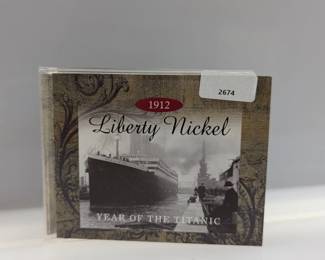 2674
1912
Liberty Nickel
YEAR OF THE TITANIC